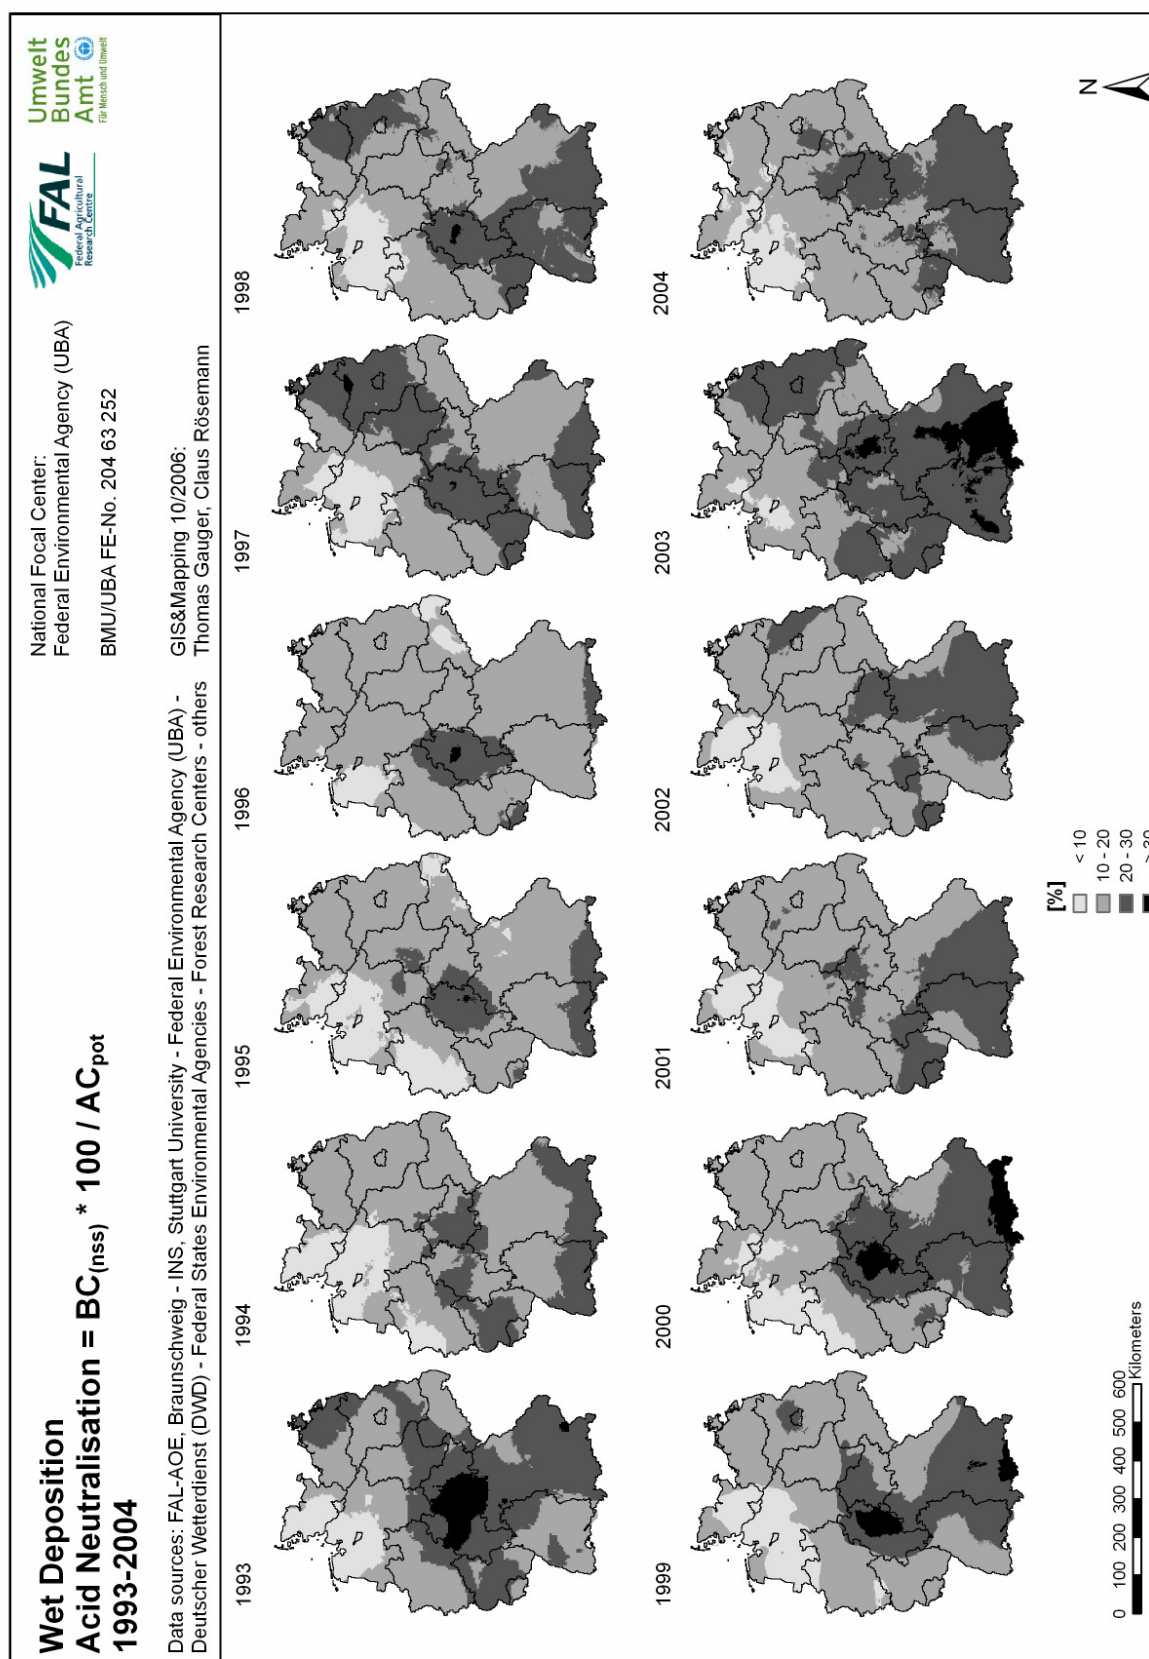 Wet Deposition
Acid Neutralisation = BC(nss) * 100 / ACpot
1993-2004
National Focal Center:
Federal Environmental Agency (UBA)
BMU/UBA FE-No. 204 63 252
FAL
Federal Agricultural
Research Centre
Umwelt
Bundes
Amt
Für Mensch und Umwelt
Data sources: FAL-AOE, Braunschweig - INS, Stuttgart University - Federal Environmental Agency (UBA) -
Deutscher Wetterdienst (DWD) - Federal States Environmental Agencies - Forest Research Centers - others
GIS&Mapping 10/2006:
Thomas Gauger, Claus Rösemann
1993
1994
1995
1996
1997
1998
1999
2000
2001
2002
2003
2004
0 100 200 300 400 500 600
Kilometers
[%]
< 10
10 - 20
20 - 30
> 30
N